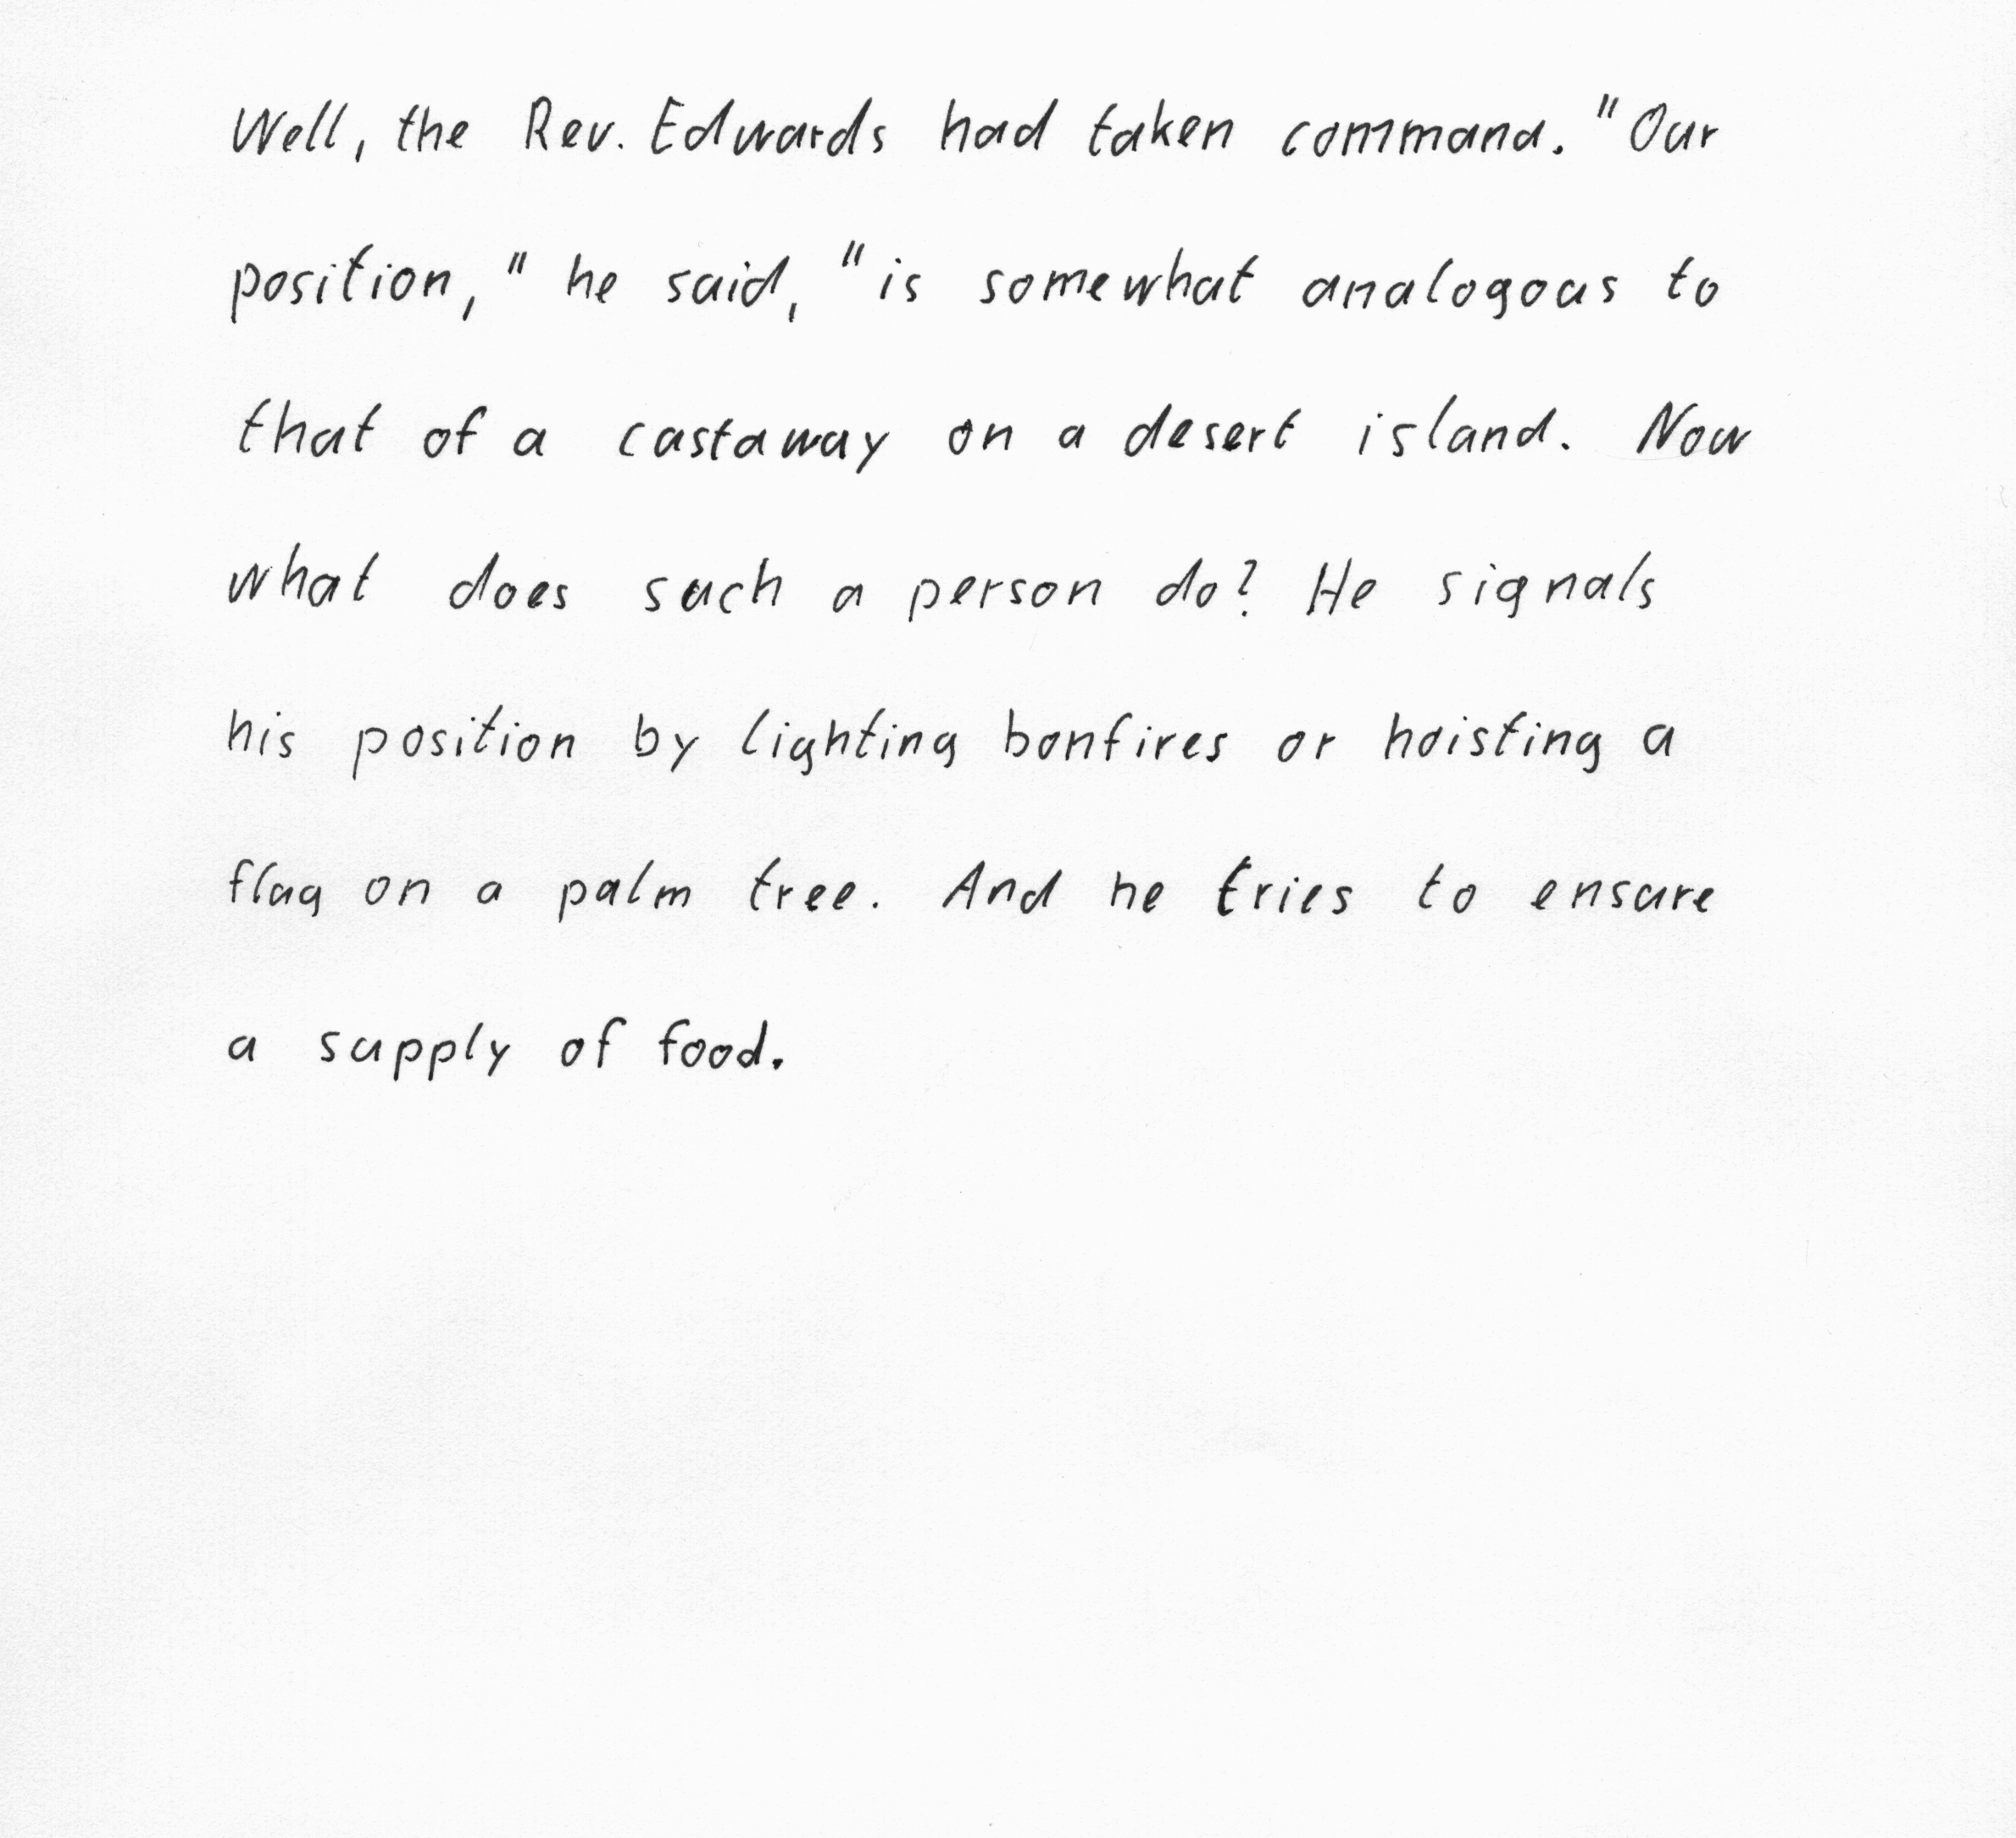 Well, the Rev. Edwards had taken command. "Our
position," he said, "is somewhat analogous to
that of a castaway on a desert island. Now
what does such a person do? He signals
his position by lighting bonfires or hoisting a
flag on a palm tree. And he tries to ensure
a supply of food.